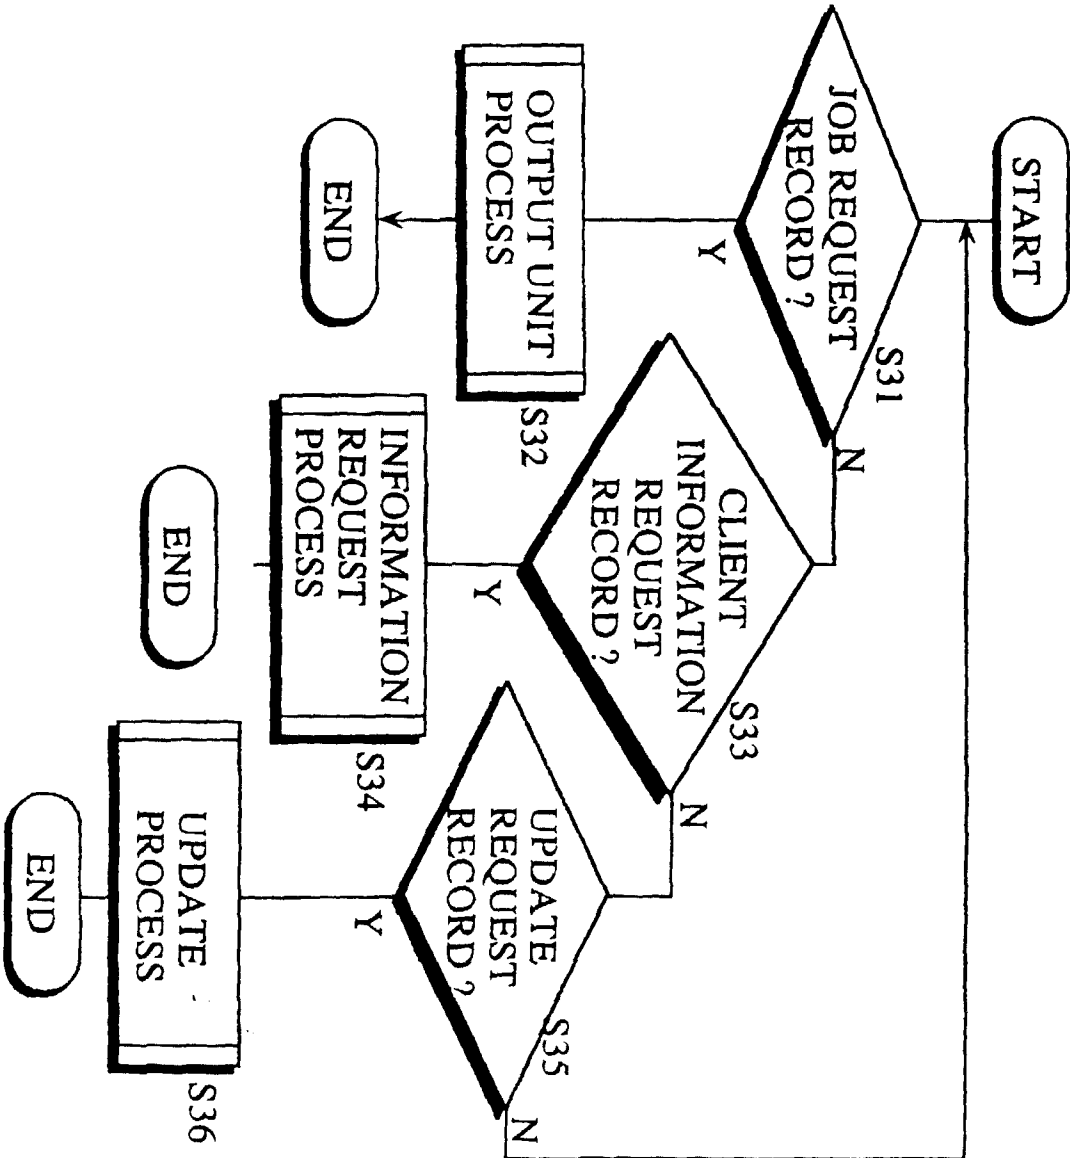 START
JOB REQUEST
RECORD ?
S31
Y
N
OUTPUT UNIT
PROCESS
S32
END
CLIENT
INFORMATION
REQUEST
RECORD ?
S33
Y
N
INFORMATION
REQUEST
PROCESS
S34
END
UPDATE
REQUEST
RECORD ?
S35
Y
N
UPDATE
PROCESS
S36
END